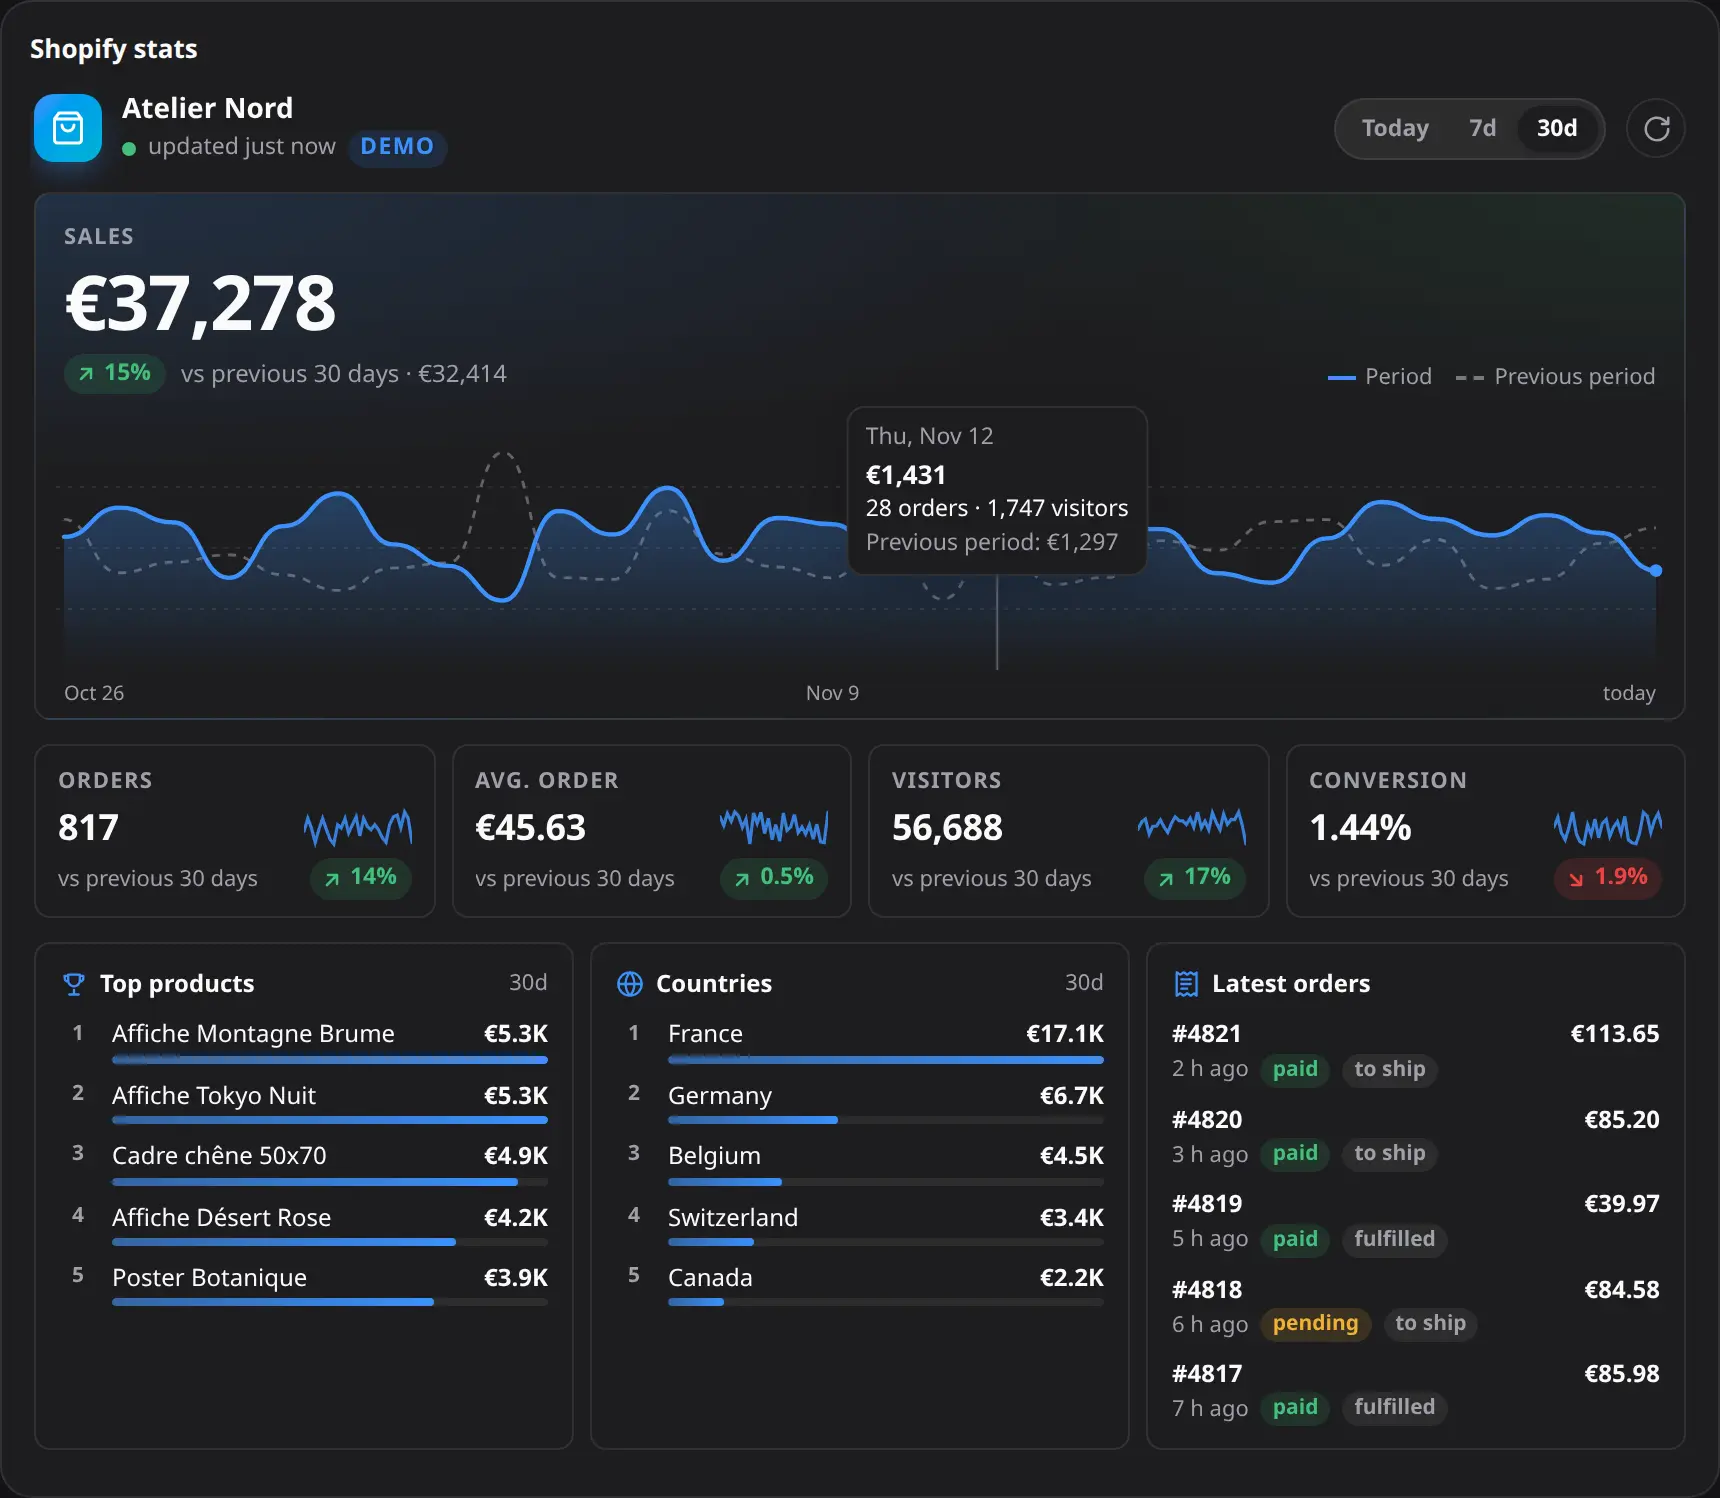 Shopify stats
Atelier Nord
updated just now DEMO
Today 7d 30d
SALES
€37,278
15% vs previous 30 days · €32,414
Period Previous period
Thu, Nov 12
€1,431
28 orders · 1,747 visitors
Previous period: €1,297
Oct 26 Nov 9 today
ORDERS
817
vs previous 30 days 14%
AVG. ORDER
€45.63
vs previous 30 days 0.5%
VISITORS
56,688
vs previous 30 days 17%
CONVERSION
1.44%
vs previous 30 days 1.9%
Top products 30d
1 Affiche Montagne Brume €5.3K
2 Affiche Tokyo Nuit €5.3K
3 Cadre chêne 50x70 €4.9K
4 Affiche Désert Rose €4.2K
5 Poster Botanique €3.9K
Countries 30d
1 France €17.1K
2 Germany €6.7K
3 Belgium €4.5K
4 Switzerland €3.4K
5 Canada €2.2K
Latest orders
#4821 €113.65
2 h ago paid to ship
#4820 €85.20
3 h ago paid to ship
#4819 €39.97
5 h ago paid fulfilled
#4818 €84.58
6 h ago pending to ship
#4817 €85.98
7 h ago paid fulfilled